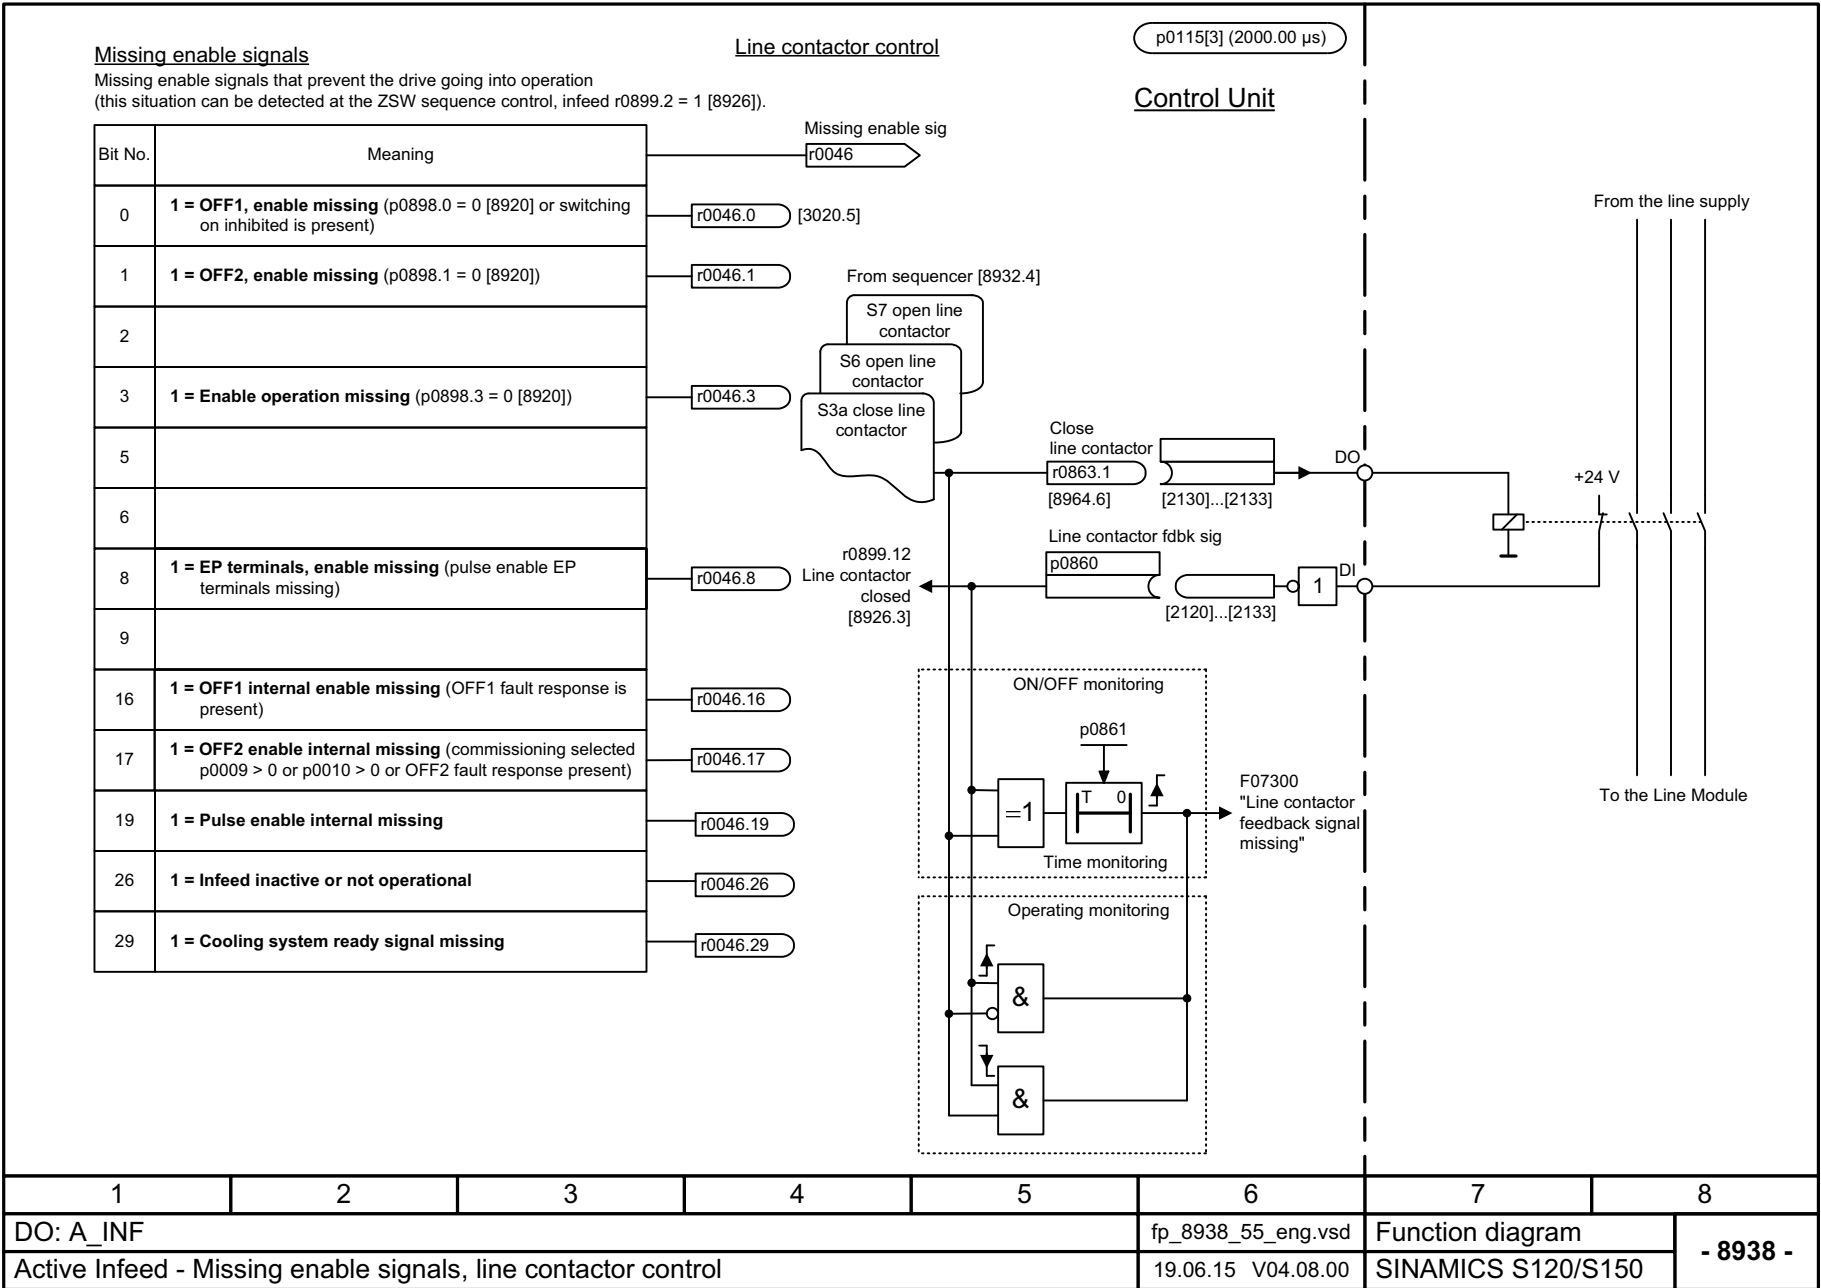 Missing enable signals
Missing enable signals that prevent the drive going into operation
(this situation can be detected at the ZSW sequence control, infeed r0899.2 = 1 [8926]).
Line contactor control
p0115[3] (2000.00 µs)
Control Unit
Bit No.
Meaning
Missing enable sig
r0046
0
1 = OFF1, enable missing (p0898.0 = 0 [8920] or switching
on inhibited is present)
r0046.0
[3020.5]
1
1 = OFF2, enable missing (p0898.1 = 0 [8920])
r0046.1
2
3
1 = Enable operation missing (p0898.3 = 0 [8920])
r0046.3
5
6
8
1 = EP terminals, enable missing (pulse enable EP
terminals missing)
r0046.8
9
16
1 = OFF1 internal enable missing (OFF1 fault response is
present)
r0046.16
17
1 = OFF2 enable internal missing (commissioning selected
p0009 > 0 or p0010 > 0 or OFF2 fault response present)
r0046.17
19
1 = Pulse enable internal missing
r0046.19
26
1 = Infeed inactive or not operational
r0046.26
29
1 = Cooling system ready signal missing
r0046.29
From sequencer [8932.4]
S7 open line
contactor
S6 open line
contactor
S3a close line
contactor
Close
line contactor
r0863.1
[8964.6]
[2130]...[2133]
DO
Line contactor fdbk sig
p0860
[2120]...[2133]
1
DI
r0899.12
Line contactor
closed
[8926.3]
ON/OFF monitoring
p0861
=1
T 0
Time monitoring
F07300
"Line contactor
feedback signal
missing"
Operating monitoring
&
&
From the line supply
+24 V
To the Line Module
1 2 3 4 5 6 7 8
DO: A_INF
fp_8938_55_eng.vsd
Function diagram
- 8938 -
Active Infeed - Missing enable signals, line contactor control
19.06.15 V04.08.00
SINAMICS S120/S150